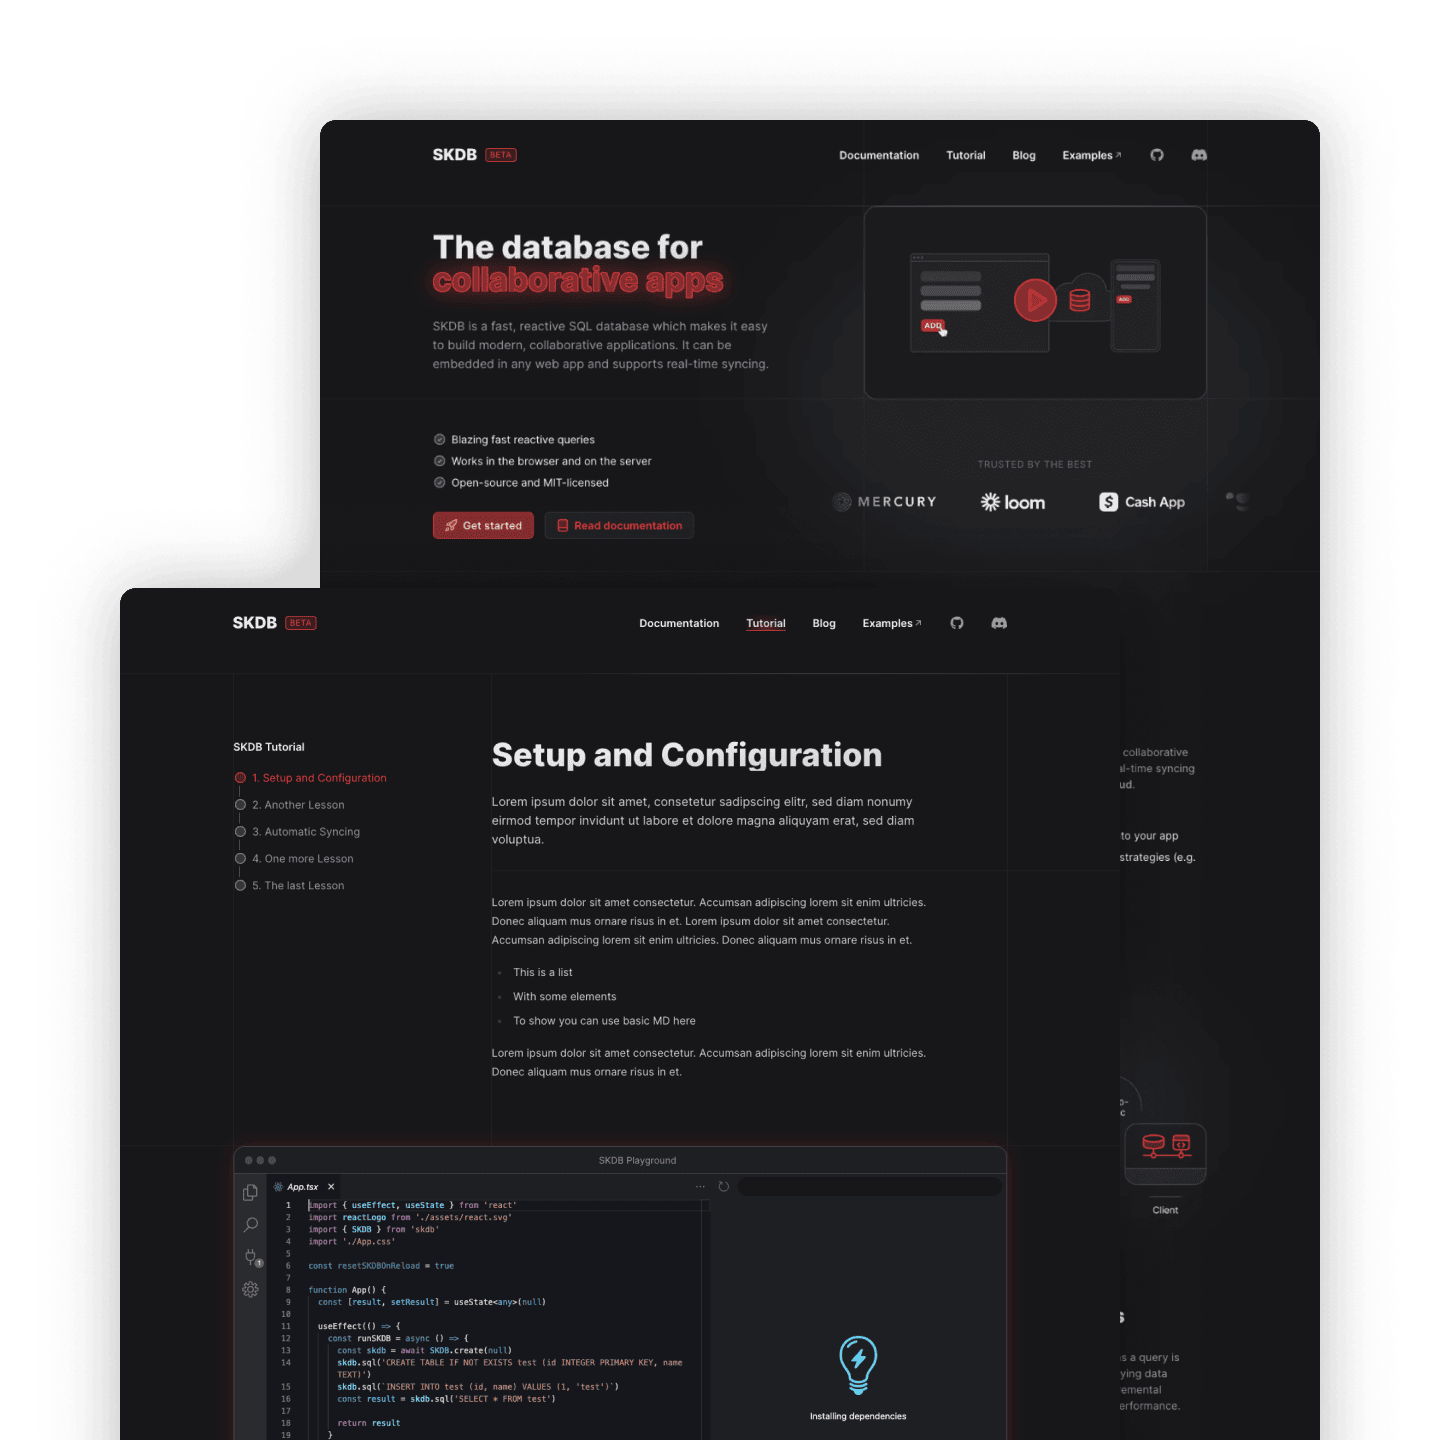 SKDB BETA
Documentation Tutorial Blog Examples
The database for
collaborative apps
SKDB is a fast, reactive SQL database which makes it easy
to build modern, collaborative applications. It can be
embedded in any web app and supports real-time syncing.
ADD
ADD
Blazing fast reactive queries
Works in the browser and on the server
Open-source and MIT-licensed
Get started Read documentation
TRUSTED BY THE BEST
MERCURY loom Cash App
SKDB BETA
Documentation Tutorial Blog Examples
SKDB Tutorial
1. Setup and Configuration
2. Another Lesson
3. Automatic Syncing
4. One more Lesson
5. The last Lesson
Setup and Configuration
Lorem ipsum dolor sit amet, consetetur sadipscing elitr, sed diam nonumy
eirmod tempor invidunt ut labore et dolore magna aliquyam erat, sed diam
voluptua.
Lorem ipsum dolor sit amet consectetur. Accumsan adipiscing lorem sit enim ultricies.
Donec aliquam mus ornare risus in et. Lorem ipsum dolor sit amet consectetur.
Accumsan adipiscing lorem sit enim ultricies. Donec aliquam mus ornare risus in et.
This is a list
With some elements
To show you can use basic MD here
Lorem ipsum dolor sit amet consectetur. Accumsan adipiscing lorem sit enim ultricies.
Donec aliquam mus ornare risus in et.
SKDB Playground
App.tsx
1 import { useEffect, useState } from 'react'
2 import reactLogo from './assets/react.svg'
3 import { SKDB } from 'skdb'
4 import './App.css'
5
6 const resetSKDBOnReload = true
7
8 function App() {
9 const [result, setResult] = useState<any>(null)
10
11 useEffect(() => {
12 const runSKDB = async () => {
13 const skdb = await SKDB.create(null)
14 skdb.sql('CREATE TABLE IF NOT EXISTS test (id INTEGER PRIMARY KEY, name
TEXT)')
15 skdb.sql(`INSERT INTO test (id, name) VALUES (1, 'test')`)
16 const result = skdb.sql('SELECT * FROM test')
17
18 return result
19 }
1
Installing dependencies
collaborative
al-time syncing
ud.
to your app
strategies (e.g.
Client
s a query is
ying data
remental
erformance.